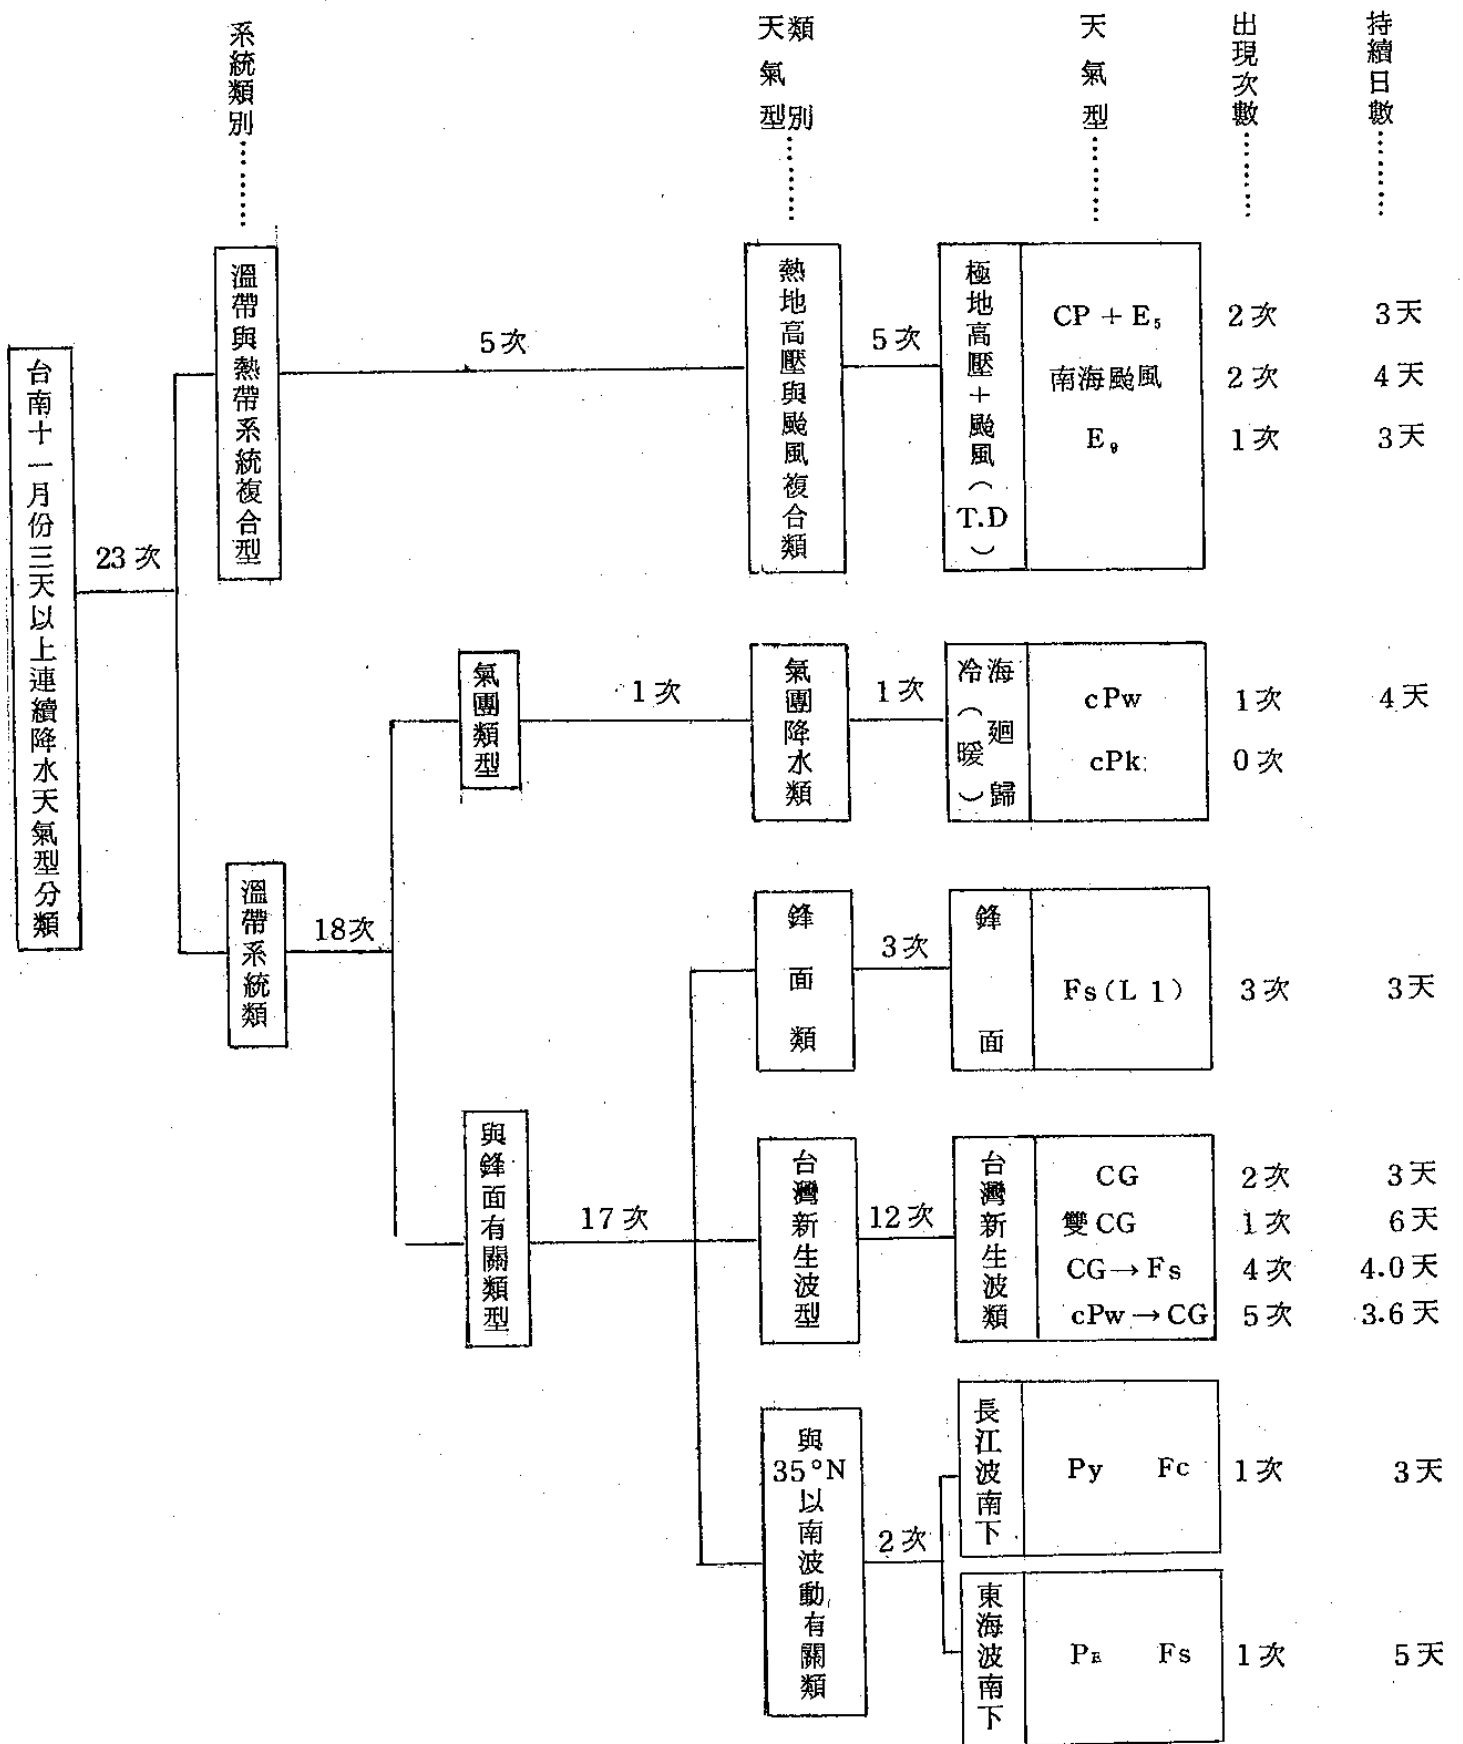 系統類別………
天氣型類別………
天氣型………
出現次數………
持續日數………
台南十一月份三天以上連續降水天氣型分類
23次
溫帶與熱帶系統複合型
5次
熱地高壓與颱風複合類
5次
極地高壓+颱風(T.D)
CP + E₅ 2次 3天
南海颱風 2次 4天
E₉ 1次 3天
溫帶系統類
18次
氣團類型
1次
氣團降水類
1次
冷(暖)海廻歸
cPw 1次 4天
cPk 0次
與鋒面有關類型
17次
鋒面類
3次
鋒面
Fs(L 1) 3次 3天
台灣新生波型
12次
台灣新生波類
CG 2次 3天
雙CG 1次 6天
CG→Fs 4次 4.0天
cPw→CG 5次 3.6天
與35°N以南波動有關類
2次
長江波南下
Py Fc 1次 3天
東海波南下
PE Fs 1次 5天